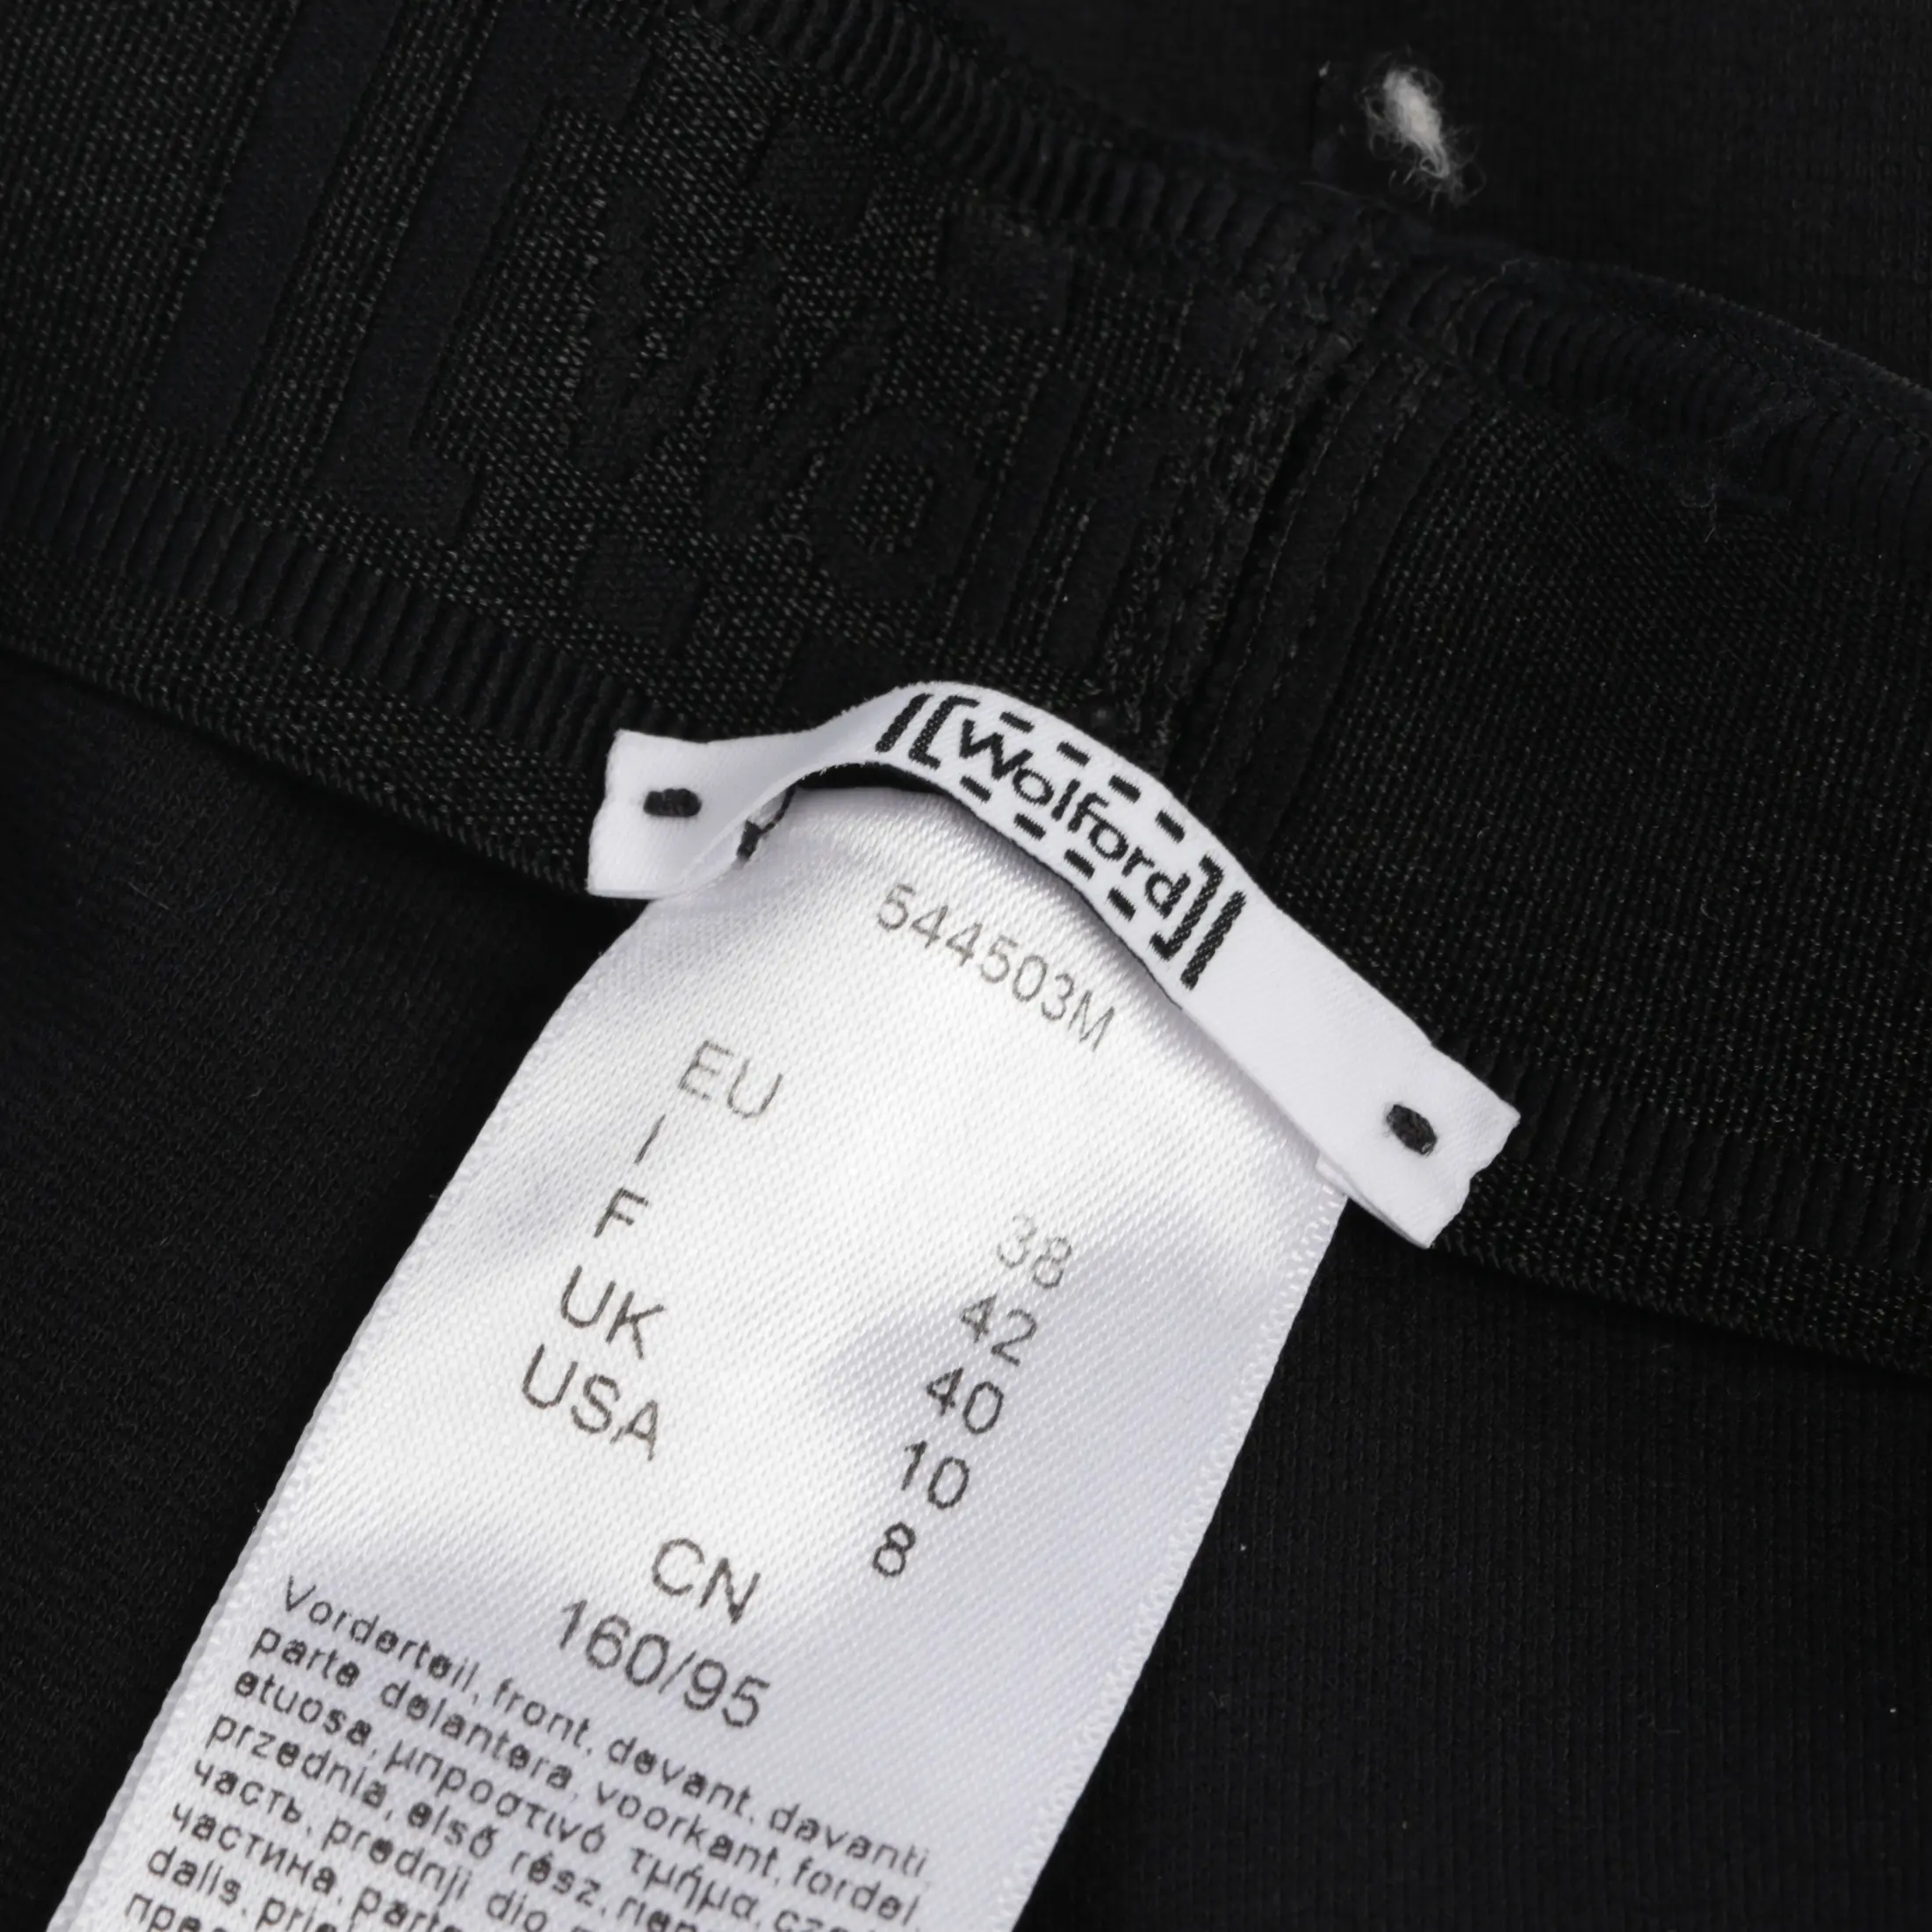 Wolford
Wolford
544503M
EU 38
I 42
F 40
UK 10
USA 8
CN
160/95
Vorderteil, front, devant, davanti,
parte delantera, voorkant, fordel,
etuosa, μπροστινό τμήμα,
przednia, első rész,
часть, prednji dio,
частина,
dalis,